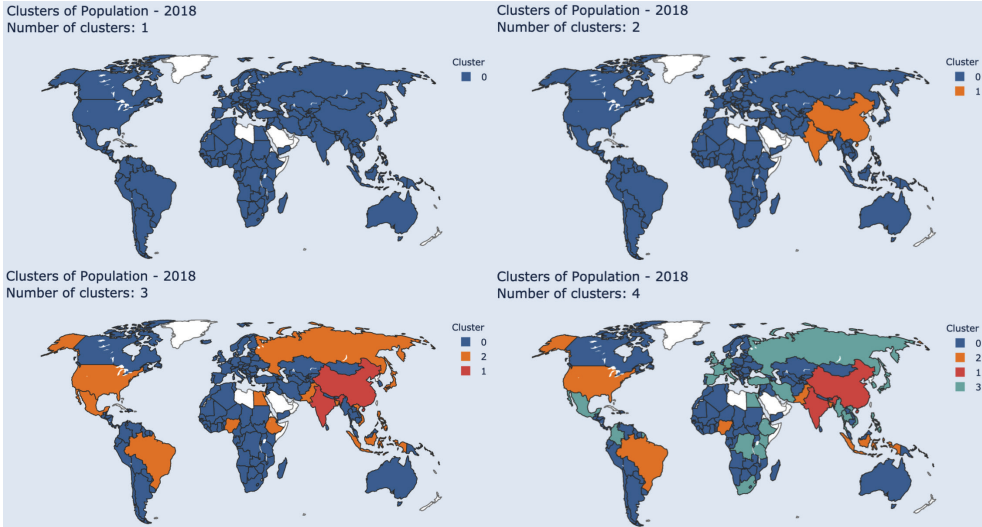 Clusters of Population - 2018
Number of clusters: 1
Cluster
0
Clusters of Population - 2018
Number of clusters: 2
Cluster
0
1
Clusters of Population - 2018
Number of clusters: 3
Cluster
0
2
1
Clusters of Population - 2018
Number of clusters: 4
Cluster
0
2
1
3